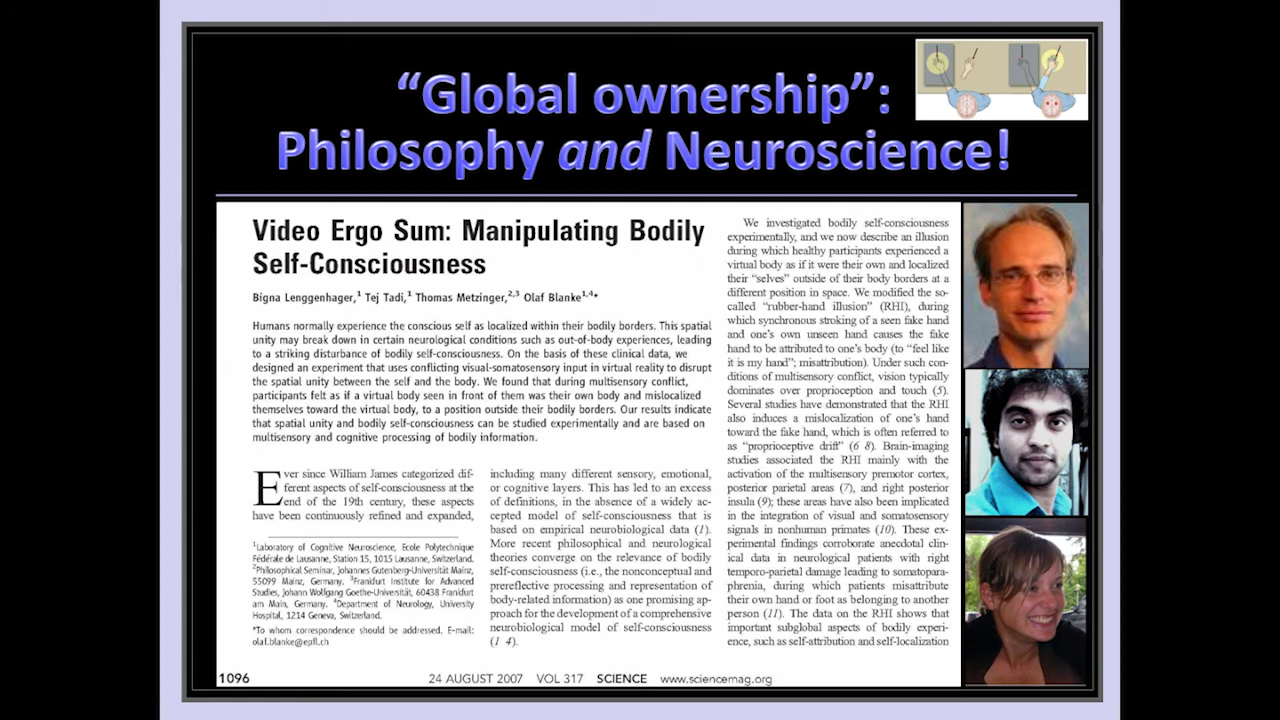 “Global ownership”:
Philosophy and Neuroscience!
Video Ergo Sum: Manipulating Bodily
Self-Consciousness
Bigna Lenggenhager,1 Tej Tadi,1 Thomas Metzinger,2,3 Olaf Blanke1,4*
Humans normally experience the conscious self as localized within their bodily borders. This spatial
unity may break down in certain neurological conditions such as out-of-body experiences, leading
to a striking disturbance of bodily self-consciousness. On the basis of these clinical data, we
designed an experiment that uses conflicting visual-somatosensory input in virtual reality to disrupt
the spatial unity between the self and the body. We found that during multisensory conflict,
participants felt as if a virtual body seen in front of them was their own body and mislocalized
themselves toward the virtual body, to a position outside their bodily borders. Our results indicate
that spatial unity and bodily self-consciousness can be studied experimentally and are based on
multisensory and cognitive processing of bodily information.
Ever since William James categorized dif-
ferent aspects of self-consciousness at the
end of the 19th century, these aspects
have been continuously refined and expanded,
1Laboratory of Cognitive Neuroscience, Ecole Polytechnique
Fédérale de Lausanne, Station 15, 1015 Lausanne, Switzerland.
2Philosophical Seminar, Johannes Gutenberg-Universität Mainz,
55099 Mainz, Germany. 3Frankfurt Institute for Advanced
Studies, Johann Wolfgang Goethe-Universität, 60438 Frankfurt
am Main, Germany. 4Department of Neurology, University
Hospital, 1214 Geneva, Switzerland.
*To whom correspondence should be addressed. E-mail:
olaf.blanke@epfl.ch
including many different sensory, emotional,
or cognitive layers. This has led to an excess
of definitions, in the absence of a widely ac-
cepted model of self-consciousness that is
based on empirical neurobiological data (1).
More recent philosophical and neurological
theories converge on the relevance of bodily
self-consciousness (i.e., the nonconceptual and
prereflective processing and representation of
body-related information) as one promising ap-
proach for the development of a comprehensive
neurobiological model of self-consciousness
(1 4).
We investigated bodily self-consciousness
experimentally, and we now describe an illusion
during which healthy participants experienced a
virtual body as if it were their own and localized
their “selves” outside of their body borders at a
different position in space. We modified the so-
called “rubber-hand illusion” (RHI), during
which synchronous stroking of a seen fake hand
and one’s own unseen hand causes the fake
hand to be attributed to one’s body (to “feel like
it is my hand”; misattribution). Under such con-
ditions of multisensory conflict, vision typically
dominates over proprioception and touch (5).
Several studies have demonstrated that the RHI
also induces a mislocalization of one’s hand
toward the fake hand, which is often referred to
as “proprioceptive drift” (6 8). Brain-imaging
studies associated the RHI mainly with the
activation of the multisensory premotor cortex,
posterior parietal areas (7), and right posterior
insula (9); these areas have also been implicated
in the integration of visual and somatosensory
signals in nonhuman primates (10). These ex-
perimental findings corroborate anecdotal clin-
ical data in neurological patients with right
temporo-parietal damage leading to somatopara-
phrenia, during which patients misattribute
their own hand or foot as belonging to another
person (11). The data on the RHI shows that
important subglobal aspects of bodily experi-
ence, such as self-attribution and self-localization
1096
24 AUGUST 2007 VOL 317 SCIENCE www.sciencemag.org